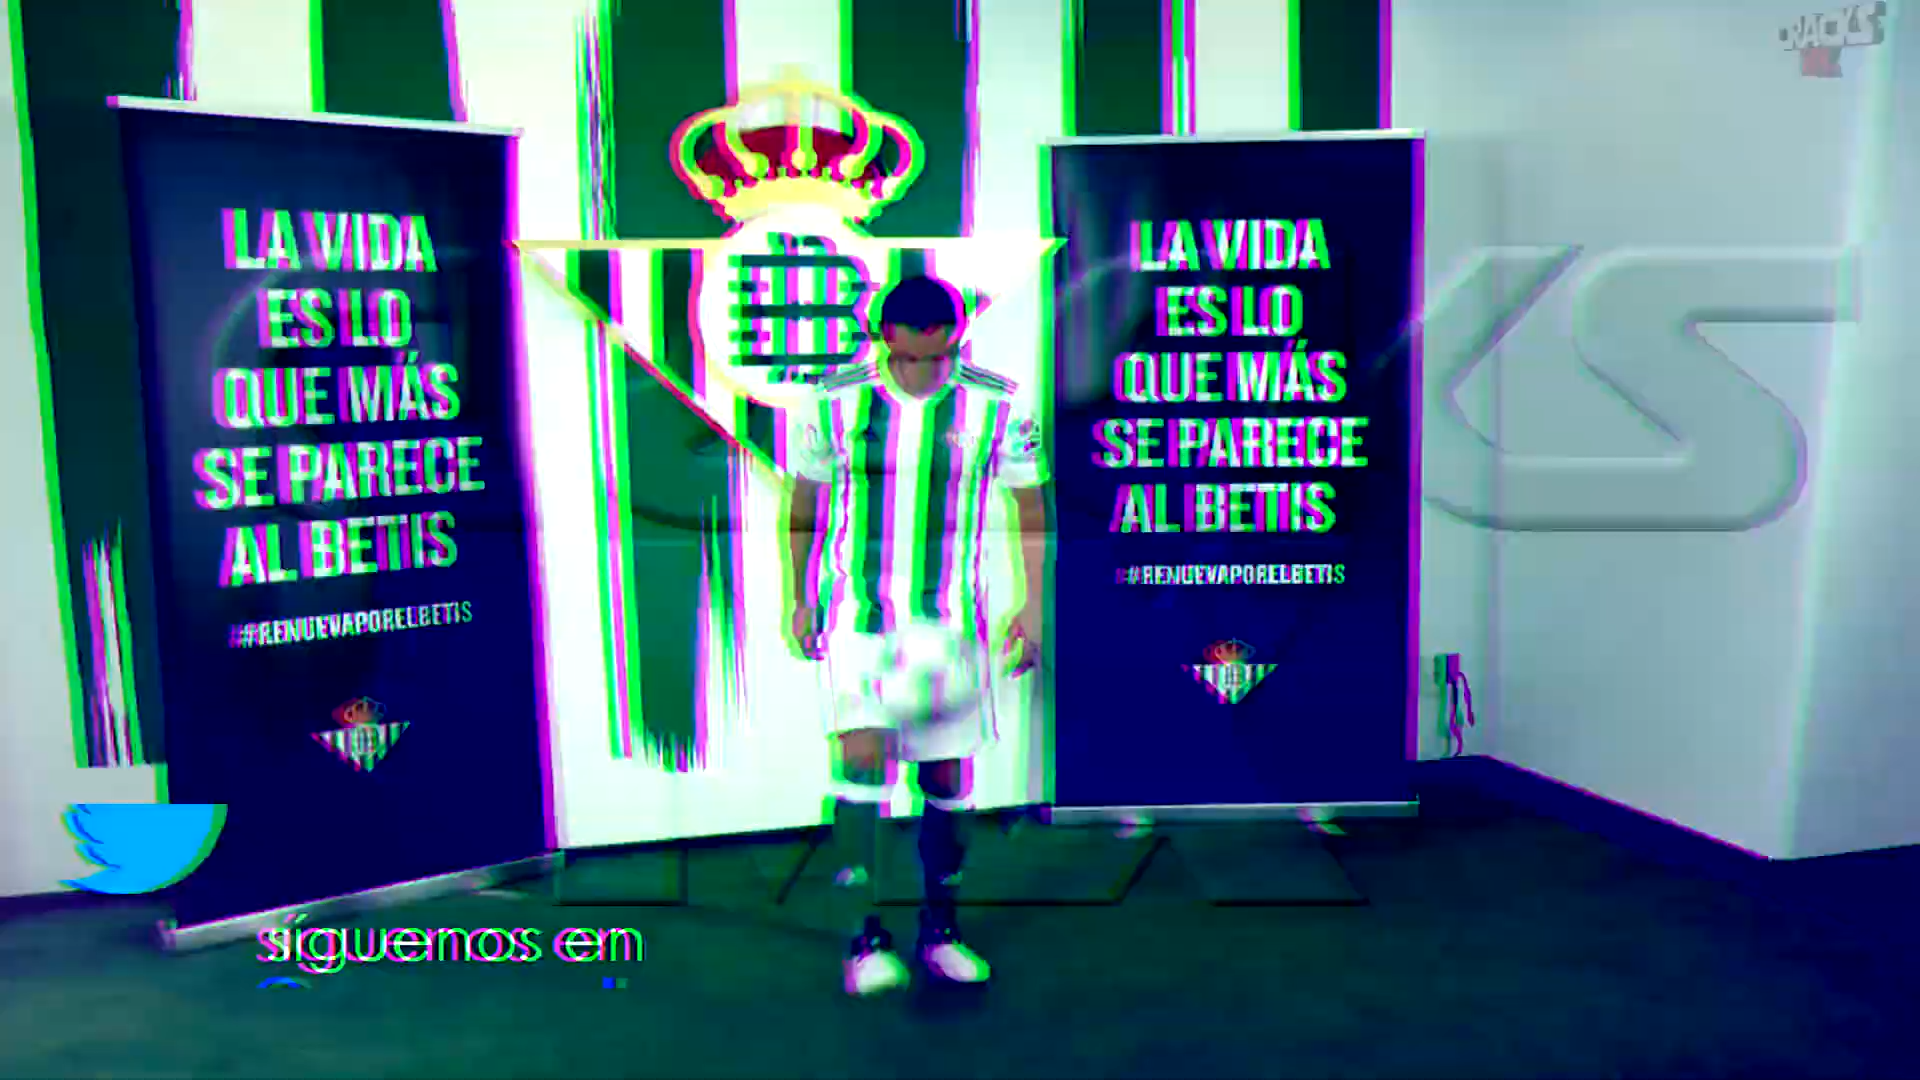 CRACKS
LA VIDA
ES LO
QUE MÁS
SE PARECE
AL BETIS
#RENUEVAPORELBETIS
LA VIDA
ES LO
QUE MÁS
SE PARECE
AL BETIS
#RENUEVAPORELBETIS
síguenos en